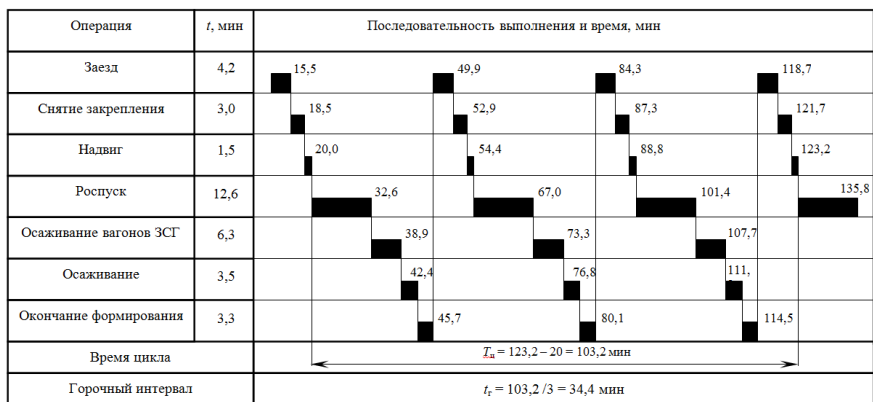 Операция t, мин Последовательность выполнения и время, мин
Заезд 4,2 15,5 49,9 84,3 118,7
Снятие закрепления 3,0 18,5 52,9 87,3 121,7
Надвиг 1,5 20,0 54,4 88,8 123,2
Роспуск 12,6 32,6 67,0 101,4 135,8
Осаживание вагонов ЗСГ 6,3 38,9 73,3 107,7
Осаживание 3,5 42,4 76,8 111,
Окончание формирования 3,3 45,7 80,1 114,5
Время цикла Tц = 123,2 – 20 = 103,2 мин
Горочный интервал tг = 103,2 /3 = 34,4 мин